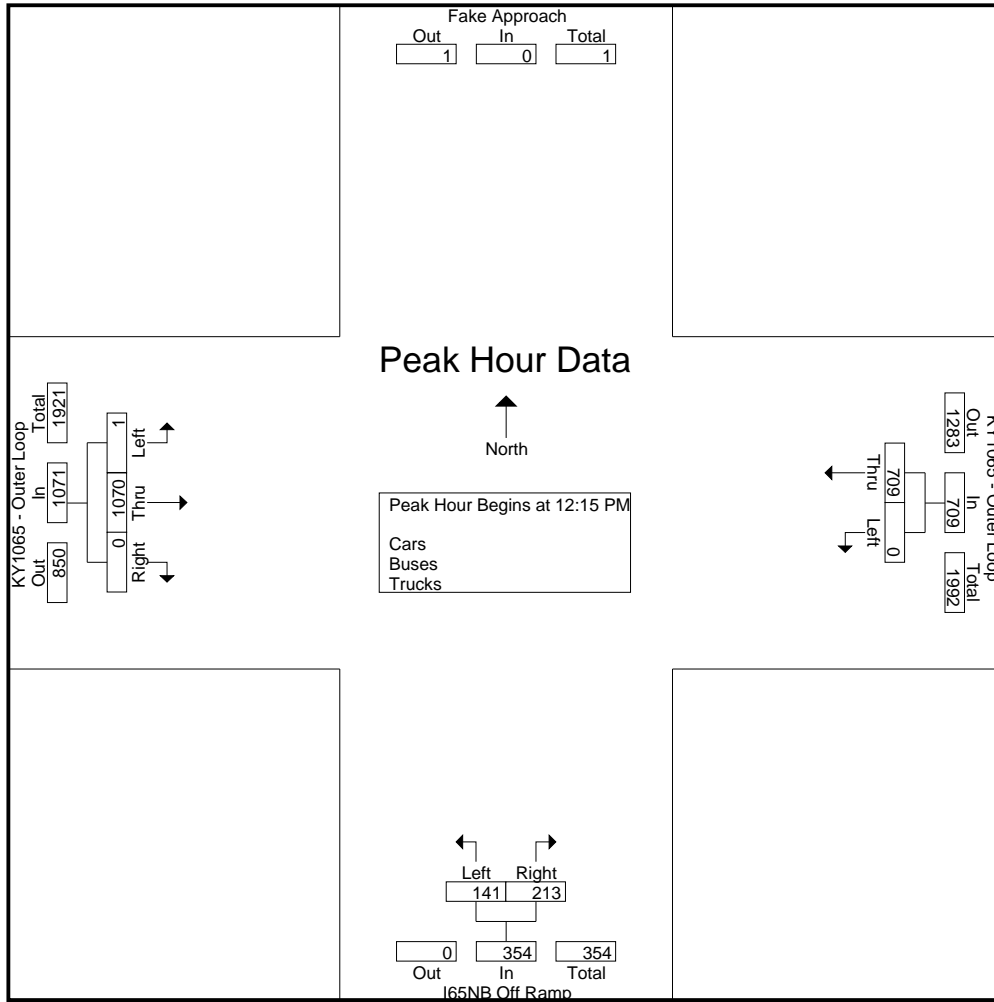 Fake Approach
Out In Total
1 0 1
Peak Hour Data
North
Peak Hour Begins at 12:15 PM
Cars
Buses
Trucks
KY1065 - Outer Loop
Out In Total
850 1071 1921
Right Thru Left
0 1070 1
KY1065 - Outer Loop
Out In Total
1283 709 1992
Thru Left
709 0
Left Right
141 213
0 354 354
Out In Total
I65NB Off Ramp